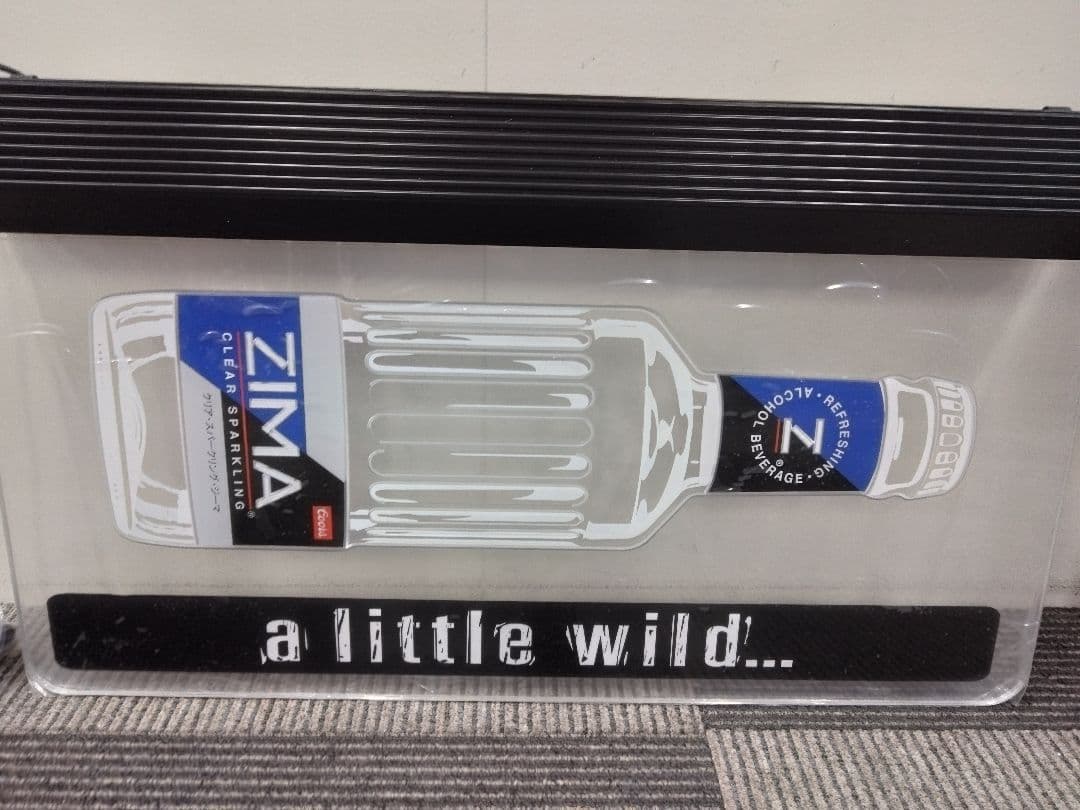 ZIMA®
CLEAR SPARKLING
クリア・スパークリング・ジーマ
Coors
REFRESHING · ALCOHOL BEVERAGE ·
Z®
a little wild...